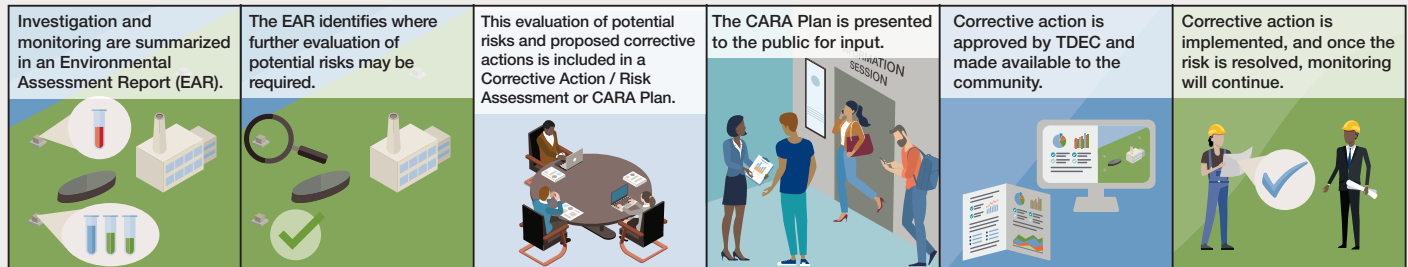 Investigation and
monitoring are summarized
in an Environmental
Assessment Report (EAR).
The EAR identifies where
further evaluation of
potential risks may be
required.
This evaluation of potential
risks and proposed corrective
actions is included in a
Corrective Action / Risk
Assessment or CARA Plan.
The CARA Plan is presented
to the public for input.
SESSION
Corrective action is
approved by TDEC and
made available to the
community.
Corrective action is
implemented, and once the
risk is resolved, monitoring
will continue.